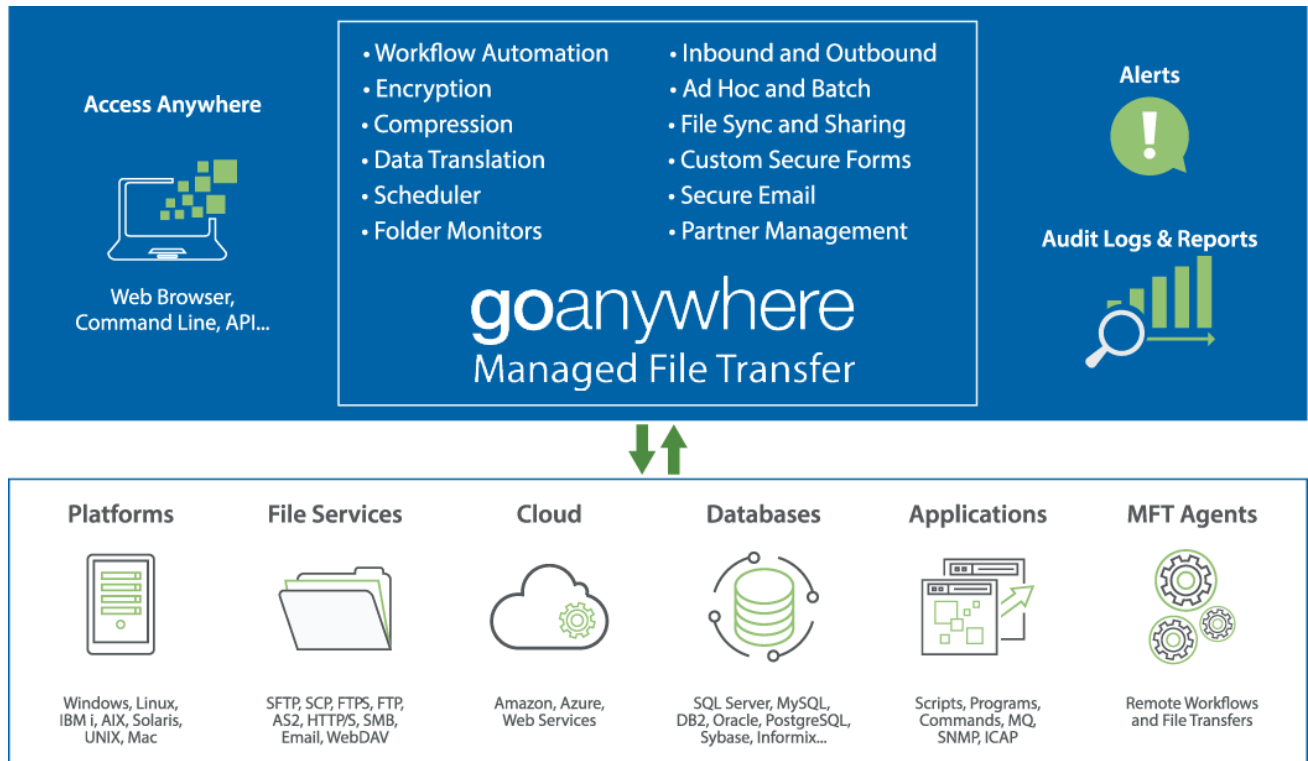 Access Anywhere
Web Browser,
Command Line, API...
• Workflow Automation
• Encryption
• Compression
• Data Translation
• Scheduler
• Folder Monitors
• Inbound and Outbound
• Ad Hoc and Batch
• File Sync and Sharing
• Custom Secure Forms
• Secure Email
• Partner Management
goanywhere
Managed File Transfer
Alerts
!
Audit Logs & Reports
Platforms
Windows, Linux,
IBM i, AIX, Solaris,
UNIX, Mac
File Services
SFTP, SCP, FTPS, FTP,
AS2, HTTP/S, SMB,
Email, WebDAV
Cloud
Amazon, Azure,
Web Services
Databases
SQL Server, MySQL,
DB2, Oracle, PostgreSQL,
Sybase, Informix...
Applications
Scripts, Programs,
Commands, MQ,
SNMP, ICAP
MFT Agents
Remote Workflows
and File Transfers